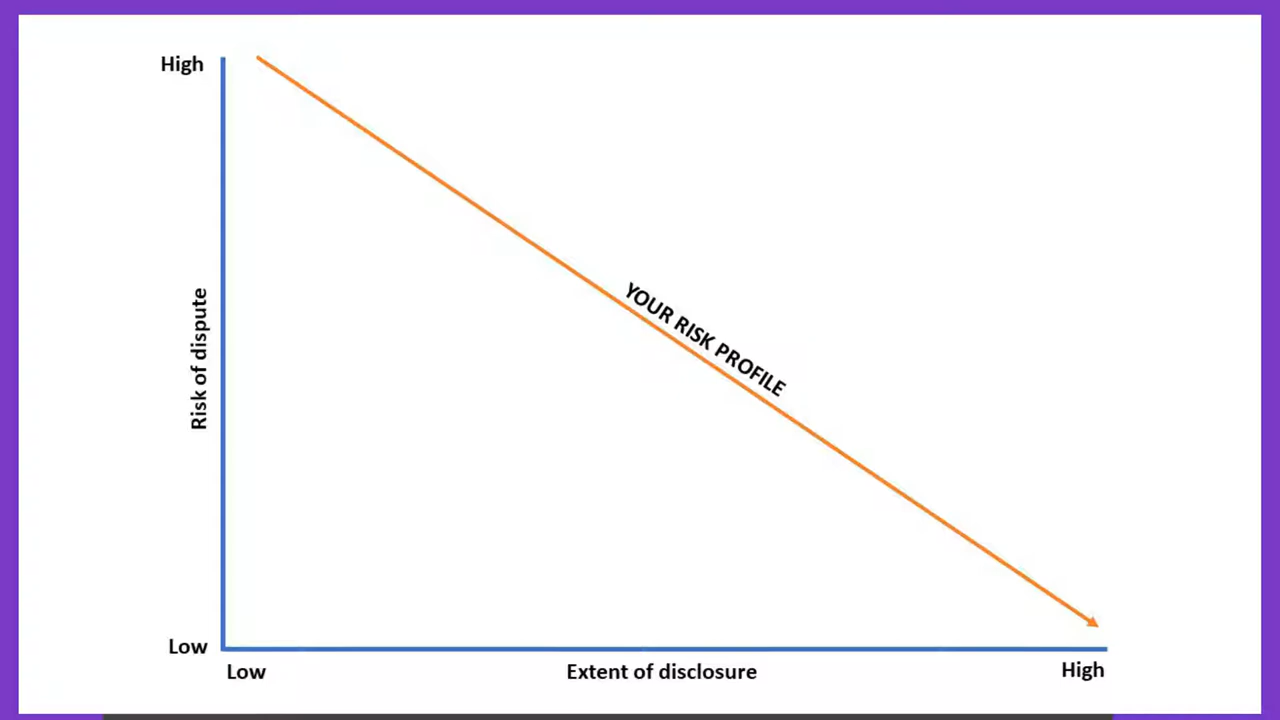 High
YOUR RISK PROFILE
Risk of dispute
Low
Low
Extent of disclosure
High